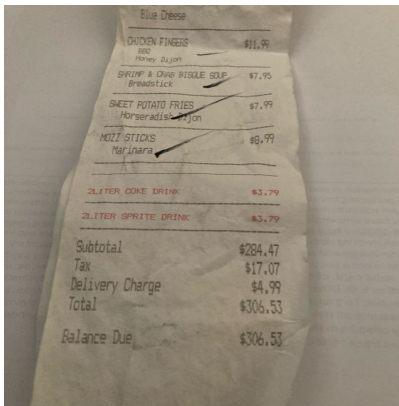 Blue Cheese
CHICKEN FINGERS $11.99
BBQ
Honey Dijon
SHRIMP & CRAB BISQUE SOUP $7.95
Breadstick
SWEET POTATO FRIES $7.99
Horseradish Dijon
MOZZ STICKS $8.99
Marinara
2LITER COKE DRINK $3.79
2LITER SPRITE DRINK $3.79
Subtotal $284.47
Tax $17.07
Delivery Charge $4.99
Total $306.53
Balance Due $306.53